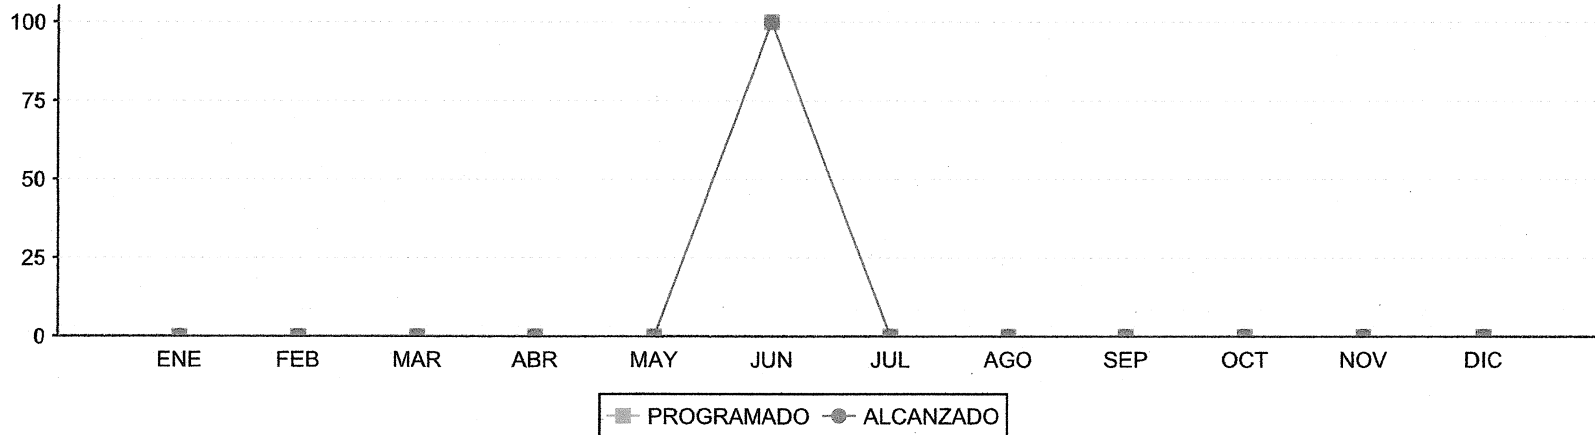 100
75
50
25
0
ENE FEB MAR ABR MAY JUN JUL AGO SEP OCT NOV DIC
PROGRAMADO ALCANZADO